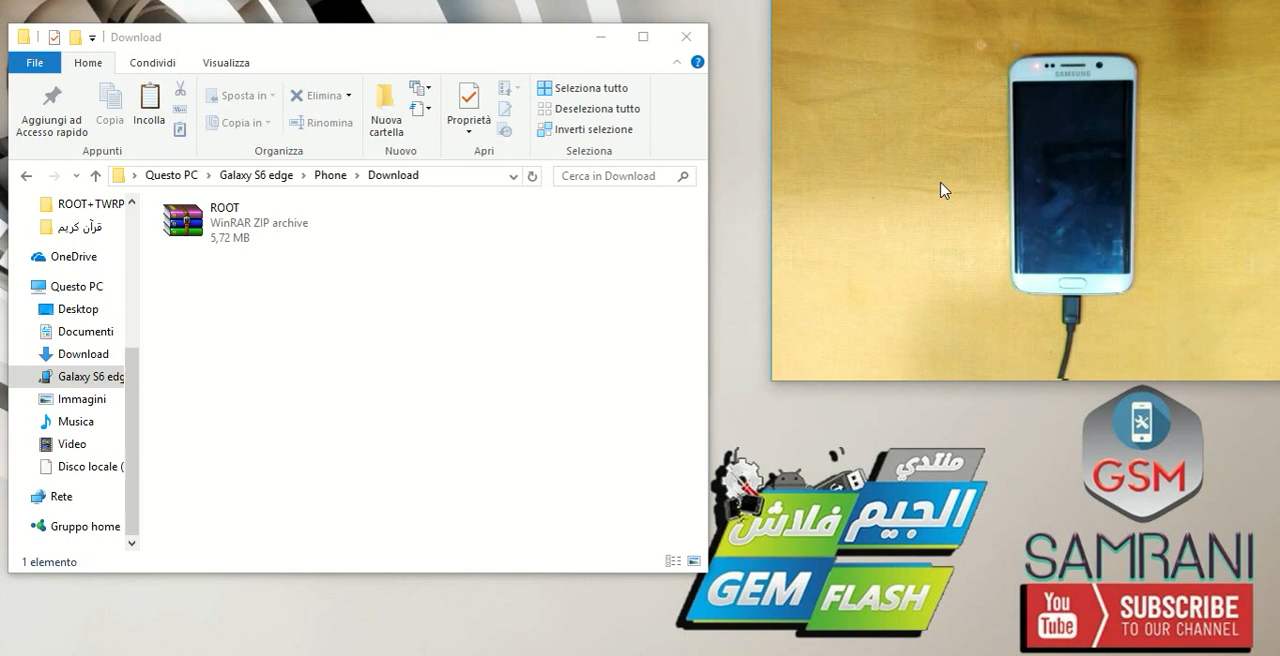 Download
File
Home
Condividi
Visualizza
Aggiungi ad
Accesso rapido
Copia
Incolla
Appunti
Sposta in
Copia in
Elimina
Rinomina
Organizza
Nuova
cartella
Nuovo
Proprietà
Apri
Seleziona tutto
Deseleziona tutto
Inverti selezione
Seleziona
Questo PC
Galaxy S6 edge
Phone
Download
Cerca in Download
ROOT+TWRP
قرآن كريم
OneDrive
Questo PC
Desktop
Documenti
Download
Galaxy S6 edg
Immagini
Musica
Video
Disco locale (
Rete
Gruppo home
ROOT
WinRAR ZIP archive
5,72 MB
1 elemento
SAMSUNG
منتدي
الجيم فلاش
GEM FLASH
GSM
SAMRANI
You
Tube
SUBSCRIBE
TO OUR CHANNEL